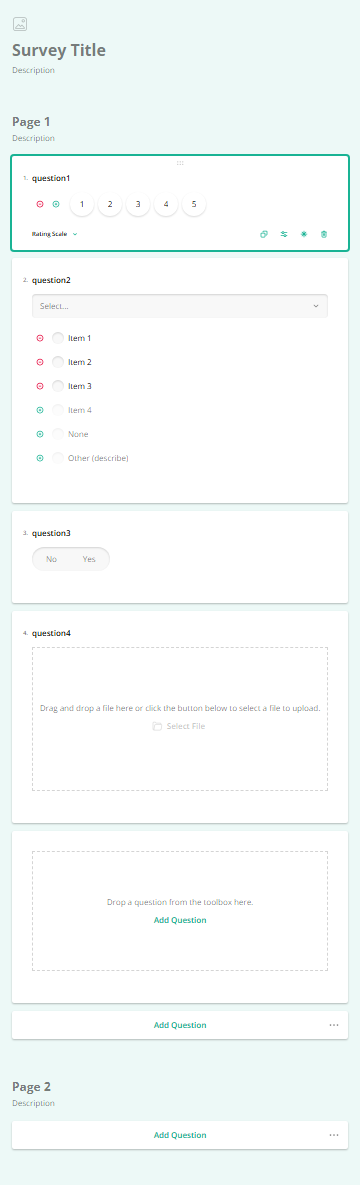 Survey Title
Description
Page 1
Description
1. question1
1 2 3 4 5
Rating Scale
2. question2
Select...
Item 1
Item 2
Item 3
Item 4
None
Other (describe)
3. question3
No Yes
4. question4
Drag and drop a file here or click the button below to select a file to upload.
Select File
Drop a question from the toolbox here.
Add Question
Add Question
Page 2
Description
Add Question